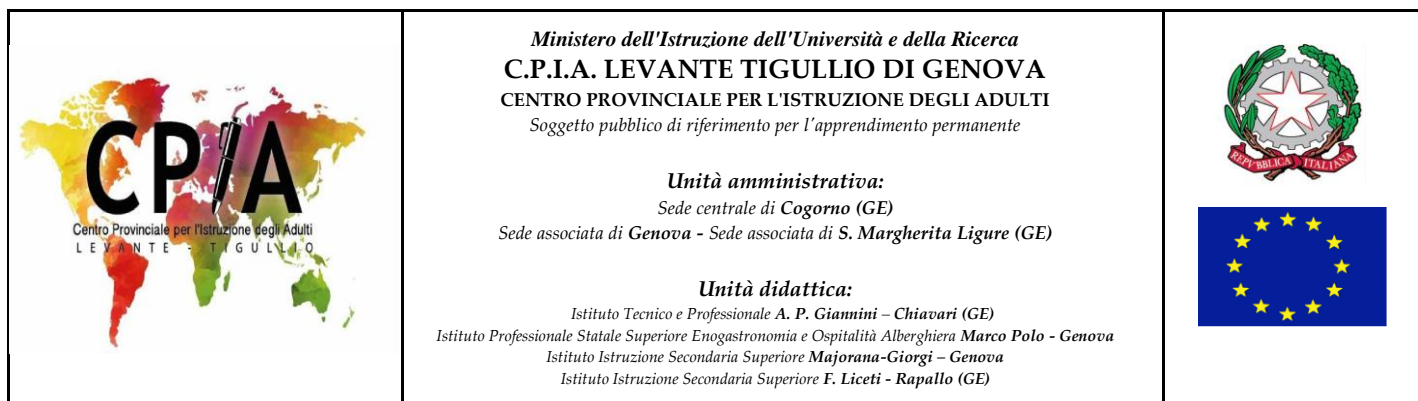 CPIA
Centro Provinciale per l'Istruzione degli Adulti
LEVANTE - TIGULLIO
Ministero dell'Istruzione dell'Università e della Ricerca
C.P.I.A. LEVANTE TIGULLIO DI GENOVA
CENTRO PROVINCIALE PER L'ISTRUZIONE DEGLI ADULTI
Soggetto pubblico di riferimento per l'apprendimento permanente
Unità amministrativa:
Sede centrale di Cogorno (GE)
Sede associata di Genova - Sede associata di S. Margherita Ligure (GE)
Unità didattica:
Istituto Tecnico e Professionale A. P. Giannini – Chiavari (GE)
Istituto Professionale Statale Superiore Enogastronomia e Ospitalità Alberghiera Marco Polo - Genova
Istituto Istruzione Secondaria Superiore Majorana-Giorgi – Genova
Istituto Istruzione Secondaria Superiore F. Liceti - Rapallo (GE)
REPVBBLICA ITALIANA